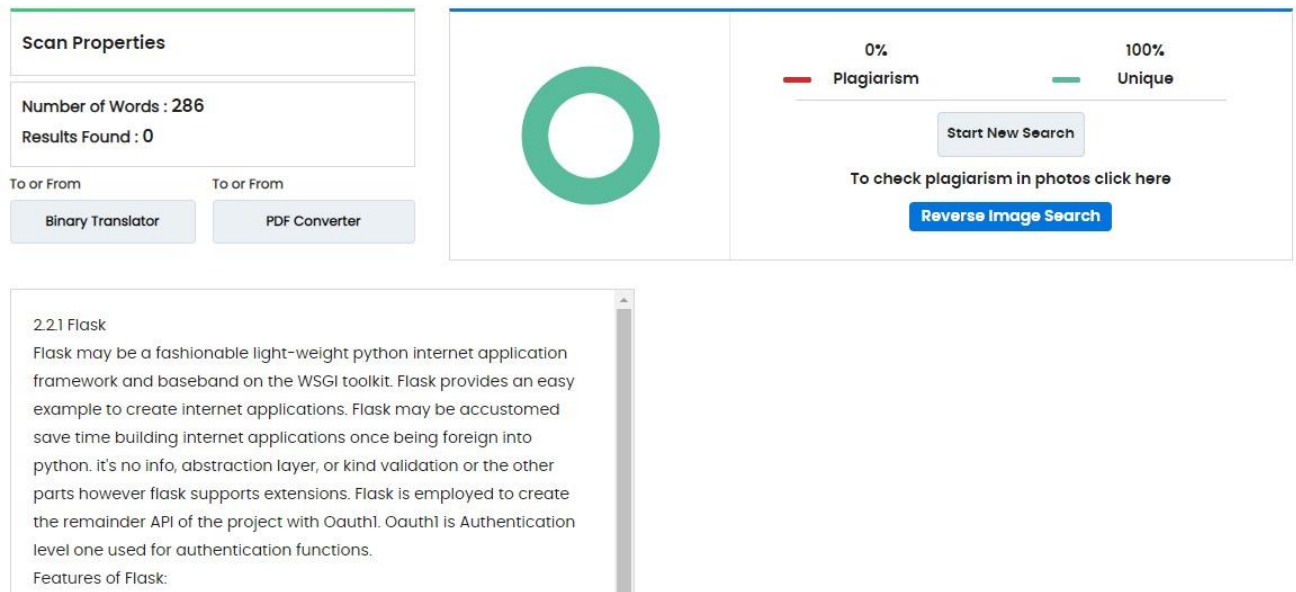 Scan Properties
Number of Words : 286
Results Found : 0
To or From
To or From
Binary Translator
PDF Converter
0%
Plagiarism
100%
Unique
Start New Search
To check plagiarism in photos click here
Reverse Image Search
2.2.1 Flask
Flask may be a fashionable light-weight python internet application
framework and baseband on the WSGI toolkit. Flask provides an easy
example to create internet applications. Flask may be accustomed
save time building internet applications once being foreign into
python. it's no info, abstraction layer, or kind validation or the other
parts however flask supports extensions. Flask is employed to create
the remainder API of the project with Oauth1. Oauth1 is Authentication
level one used for authentication functions.
Features of Flask: